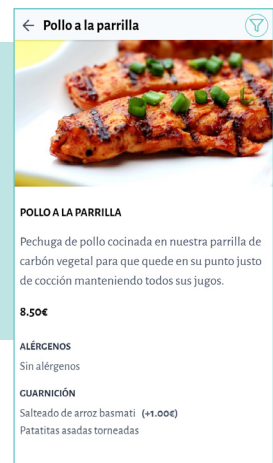 Pollo a la parrilla
POLLO A LA PARRILLA
Pechuga de pollo cocinada en nuestra parrilla de
carbón vegetal para que quede en su punto justo
de cocción manteniendo todos sus jugos.
8.50€
ALÉRGENOS
Sin alérgenos
GUARNICIÓN
Salteado de arroz basmati (+1.00€)
Patatitas asadas torneadas